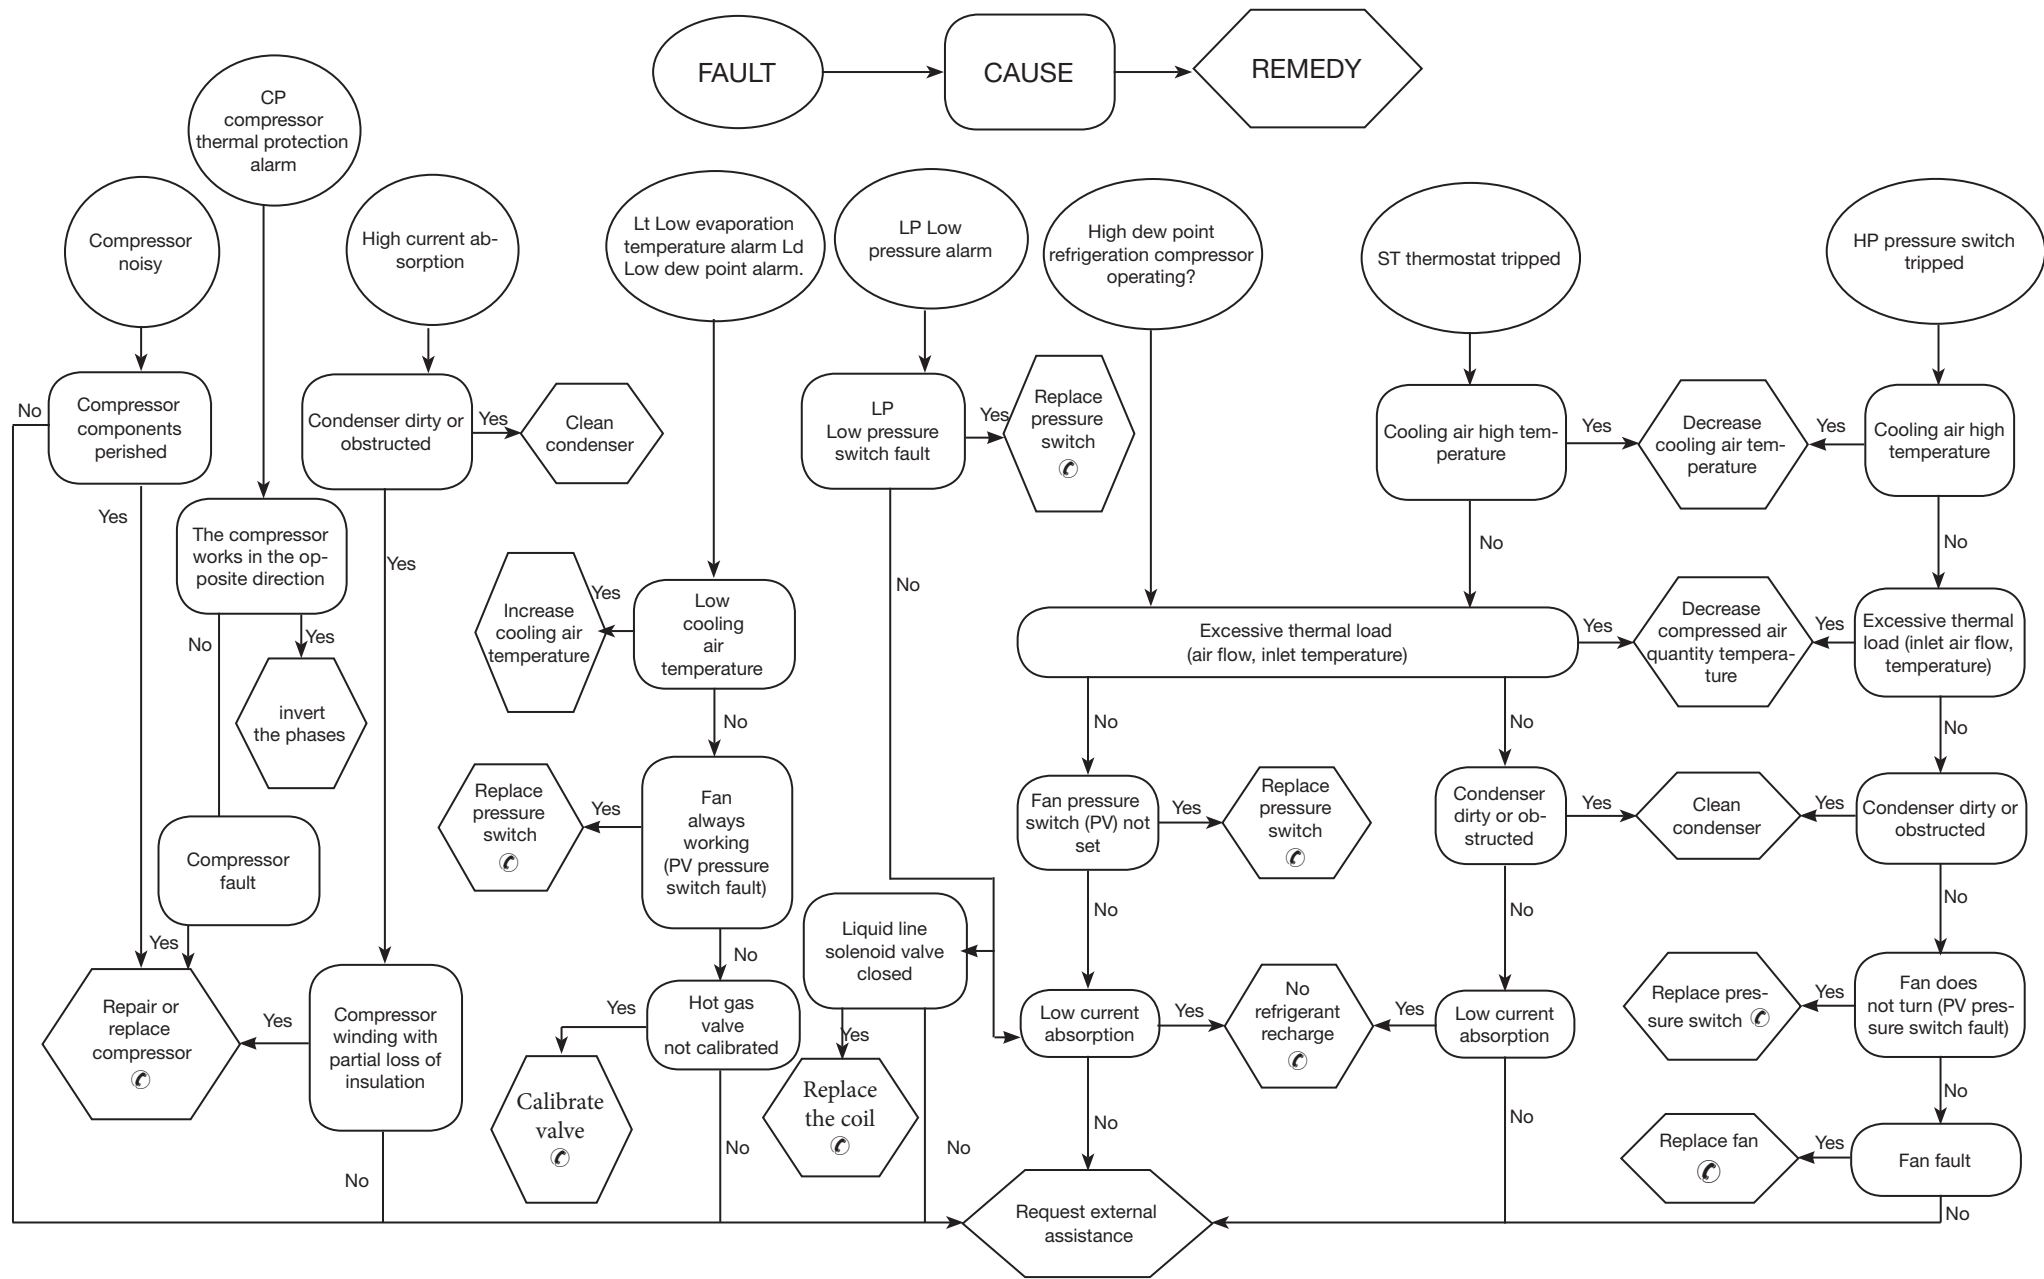 FAULT
CAUSE
REMEDY
CP
compressor
thermal protection
alarm
Compressor
noisy
High current ab-
sorption
Lt Low evaporation
temperature alarm Ld
Low dew point alarm.
LP Low
pressure alarm
High dew point
refrigeration compressor
operating?
ST thermostat tripped
HP pressure switch
tripped
No
Compressor
components
perished
Yes
Condenser dirty or
obstructed
Yes
Clean
condenser
Yes
LP
Low pressure
switch fault
Yes
Replace
pressure
switch
No
Cooling air high tem-
perature
Yes
Decrease
cooling air tem-
perature
Yes
Cooling air high
temperature
No
No
The compressor
works in the op-
posite direction
No
Yes
invert
the phases
Increase
cooling air
temperature
Yes
Low
cooling
air
temperature
No
Excessive thermal load
(air flow, inlet temperature)
Yes
Decrease
compressed air
quantity tempera-
ture
Yes
Excessive thermal
load (inlet air flow,
temperature)
No
No
No
Replace
pressure
switch
Yes
Fan
always
working
(PV pressure
switch fault)
No
Fan pressure
switch (PV) not
set
Yes
Replace
pressure
switch
No
Condenser
dirty or ob-
structed
Yes
Clean
condenser
Yes
Condenser dirty or
obstructed
No
No
Compressor
fault
Yes
Liquid line
solenoid valve
closed
Yes
Replace
the coil
No
Repair or
replace
compressor
Yes
Compressor
winding with
partial loss of
insulation
No
Yes
Hot gas
valve
not calibrated
Calibrate
valve
No
Low current
absorption
Yes
No
refrigerant
recharge
Yes
Low current
absorption
No
No
Replace pres-
sure switch
Yes
Fan does
not turn (PV pres-
sure switch fault)
No
Replace fan
Yes
Fan fault
No
Request external
assistance